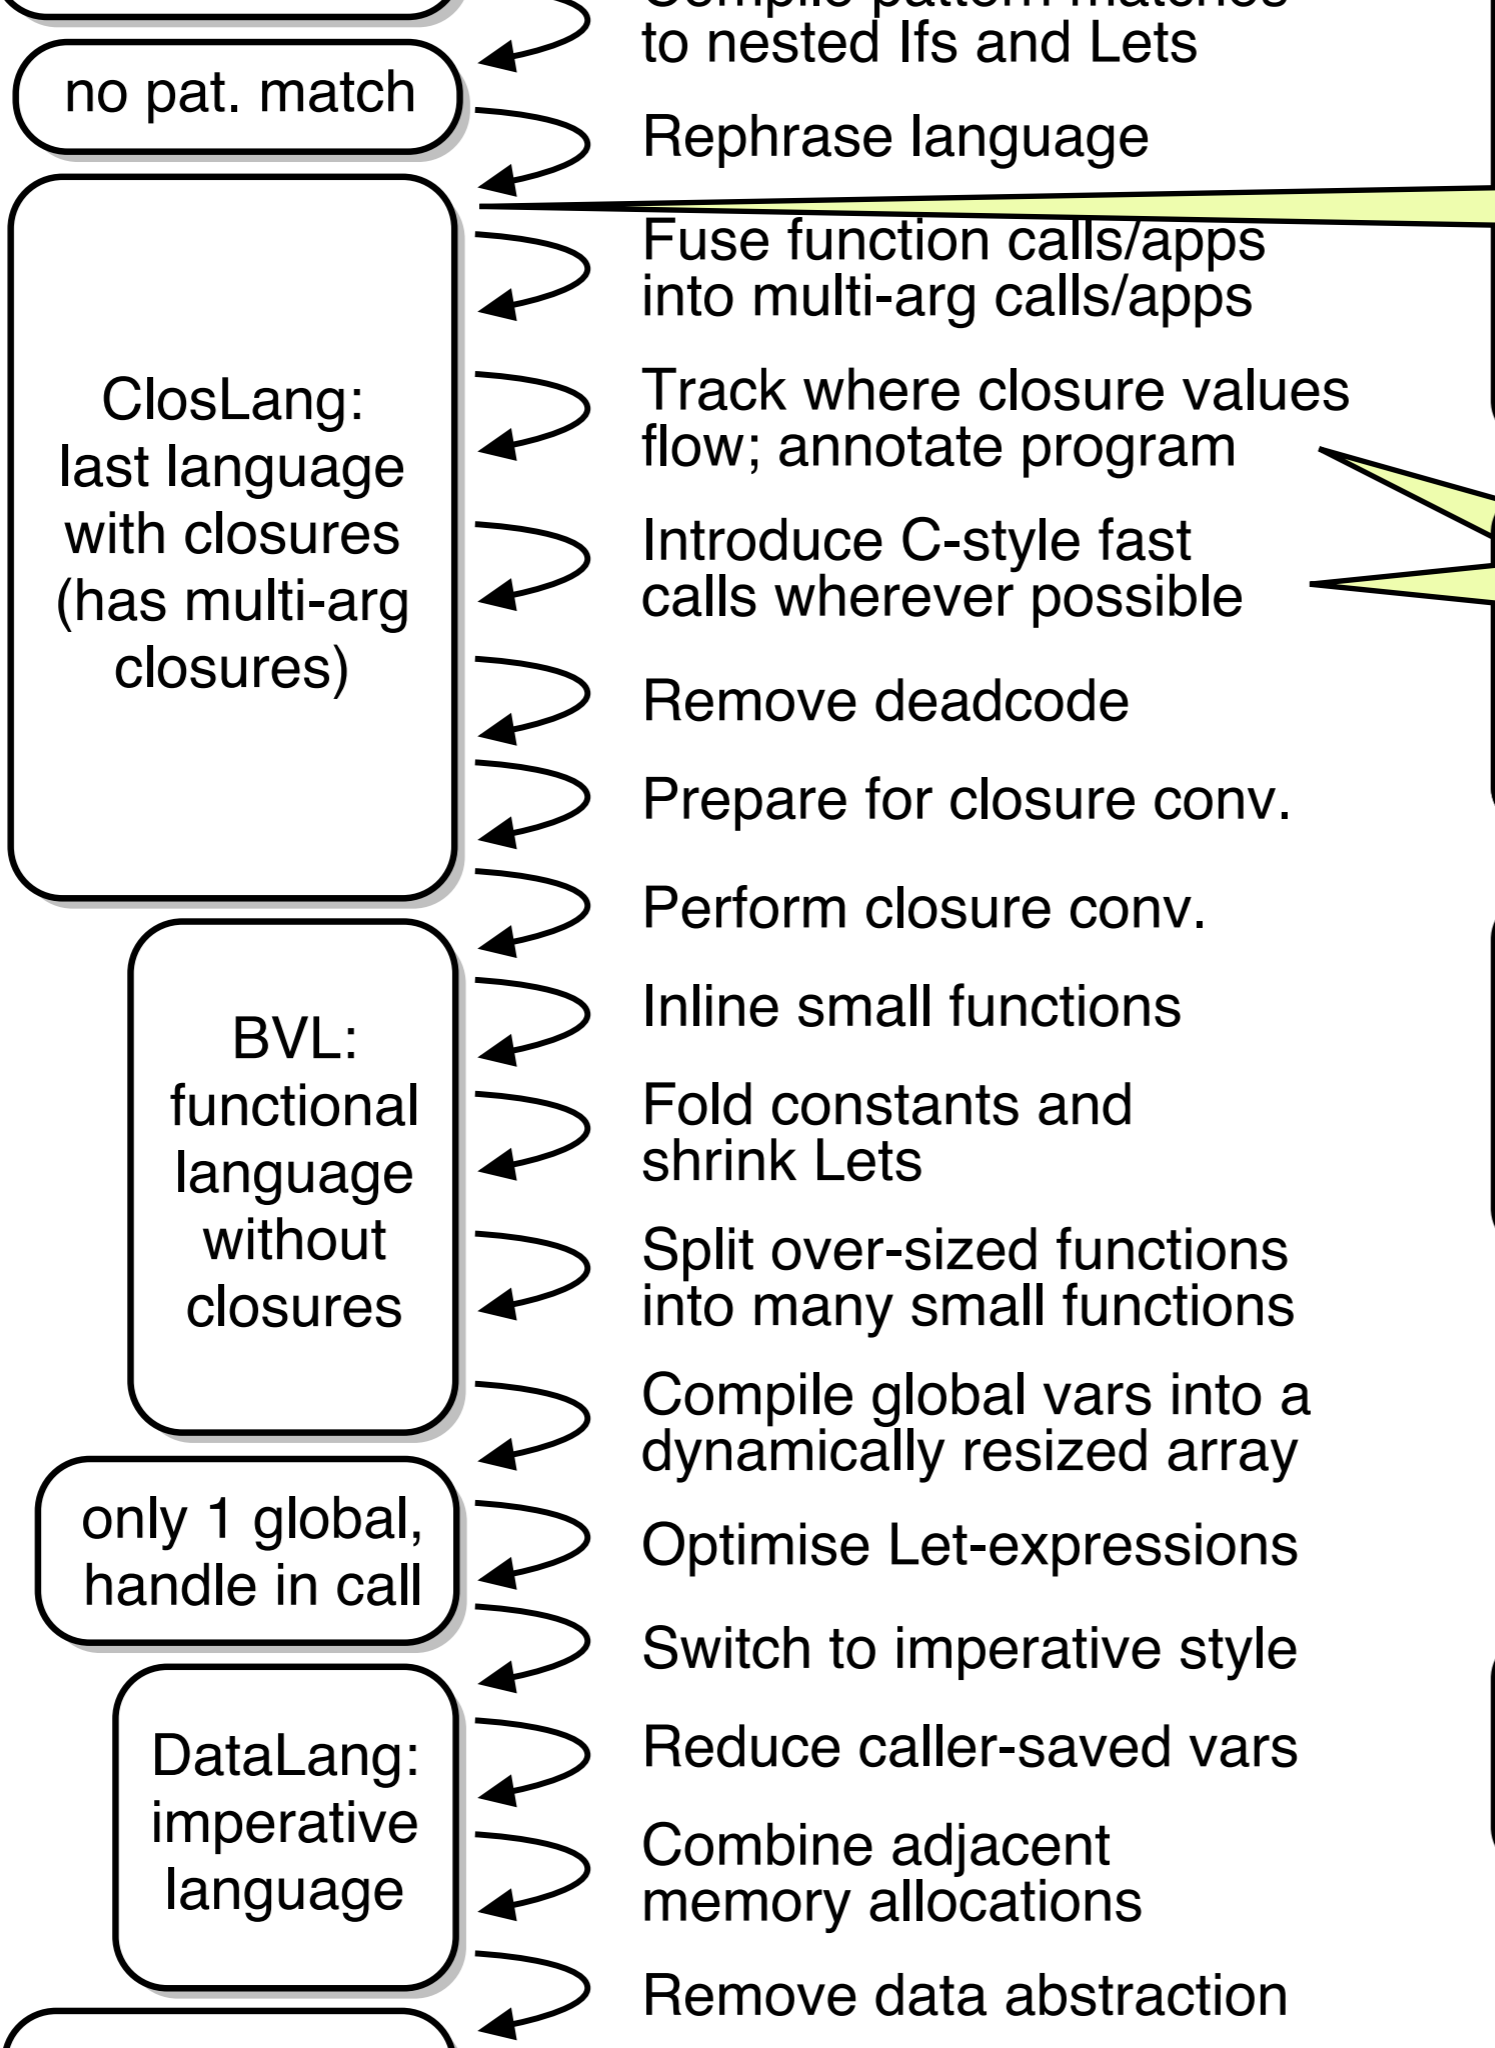 Compile pattern matches
to nested Ifs and Lets
no pat. match
Rephrase language
Fuse function calls/apps
into multi-arg calls/apps
ClosLang:
last language
with closures
(has multi-arg
closures)
Track where closure values
flow; annotate program
Introduce C-style fast
calls wherever possible
Remove deadcode
Prepare for closure conv.
Perform closure conv.
BVL:
functional
language
without
closures
Inline small functions
Fold constants and
shrink Lets
Split over-sized functions
into many small functions
Compile global vars into a
dynamically resized array
only 1 global,
handle in call
Optimise Let-expressions
Switch to imperative style
DataLang:
imperative
language
Reduce caller-saved vars
Combine adjacent
memory allocations
Remove data abstraction